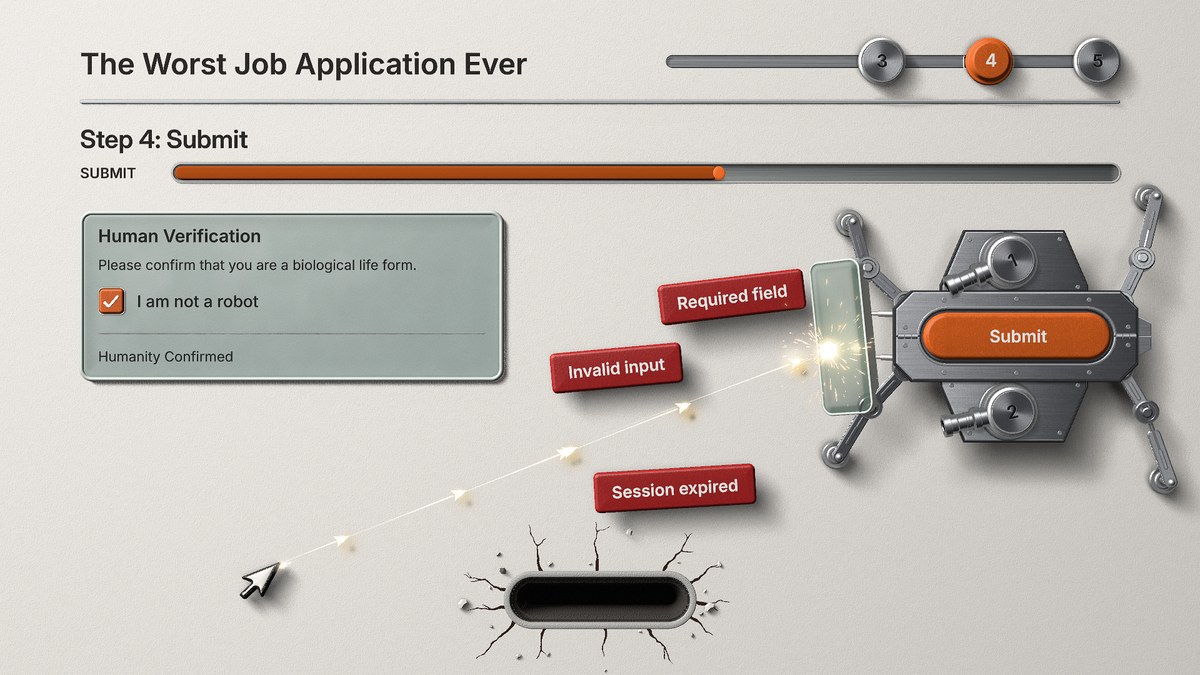 The Worst Job Application Ever
3
4
5
Step 4: Submit
SUBMIT
Human Verification
Please confirm that you are a biological life form.
I am not a robot
Humanity Confirmed
Required field
Invalid input
Session expired
1
Submit
2